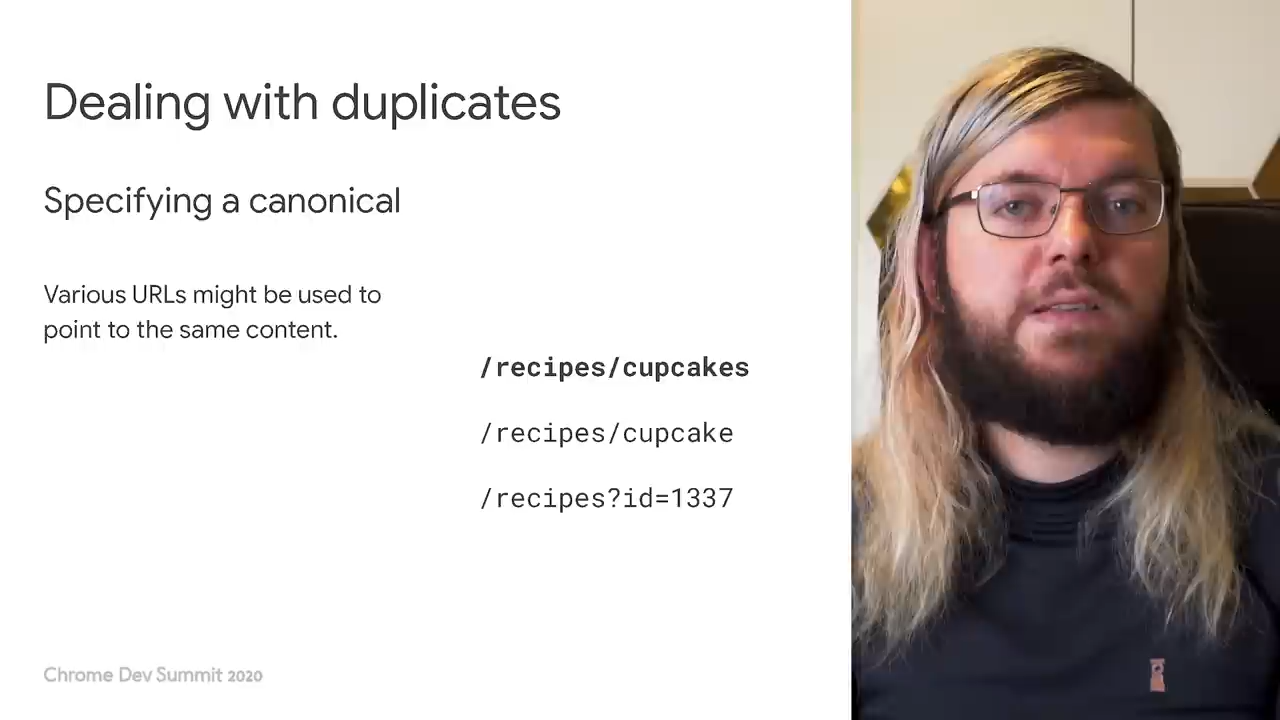 Dealing with duplicates
Specifying a canonical
Various URLs might be used to
point to the same content.
/recipes/cupcakes
/recipes/cupcake
/recipes?id=1337
Chrome Dev Summit 2020